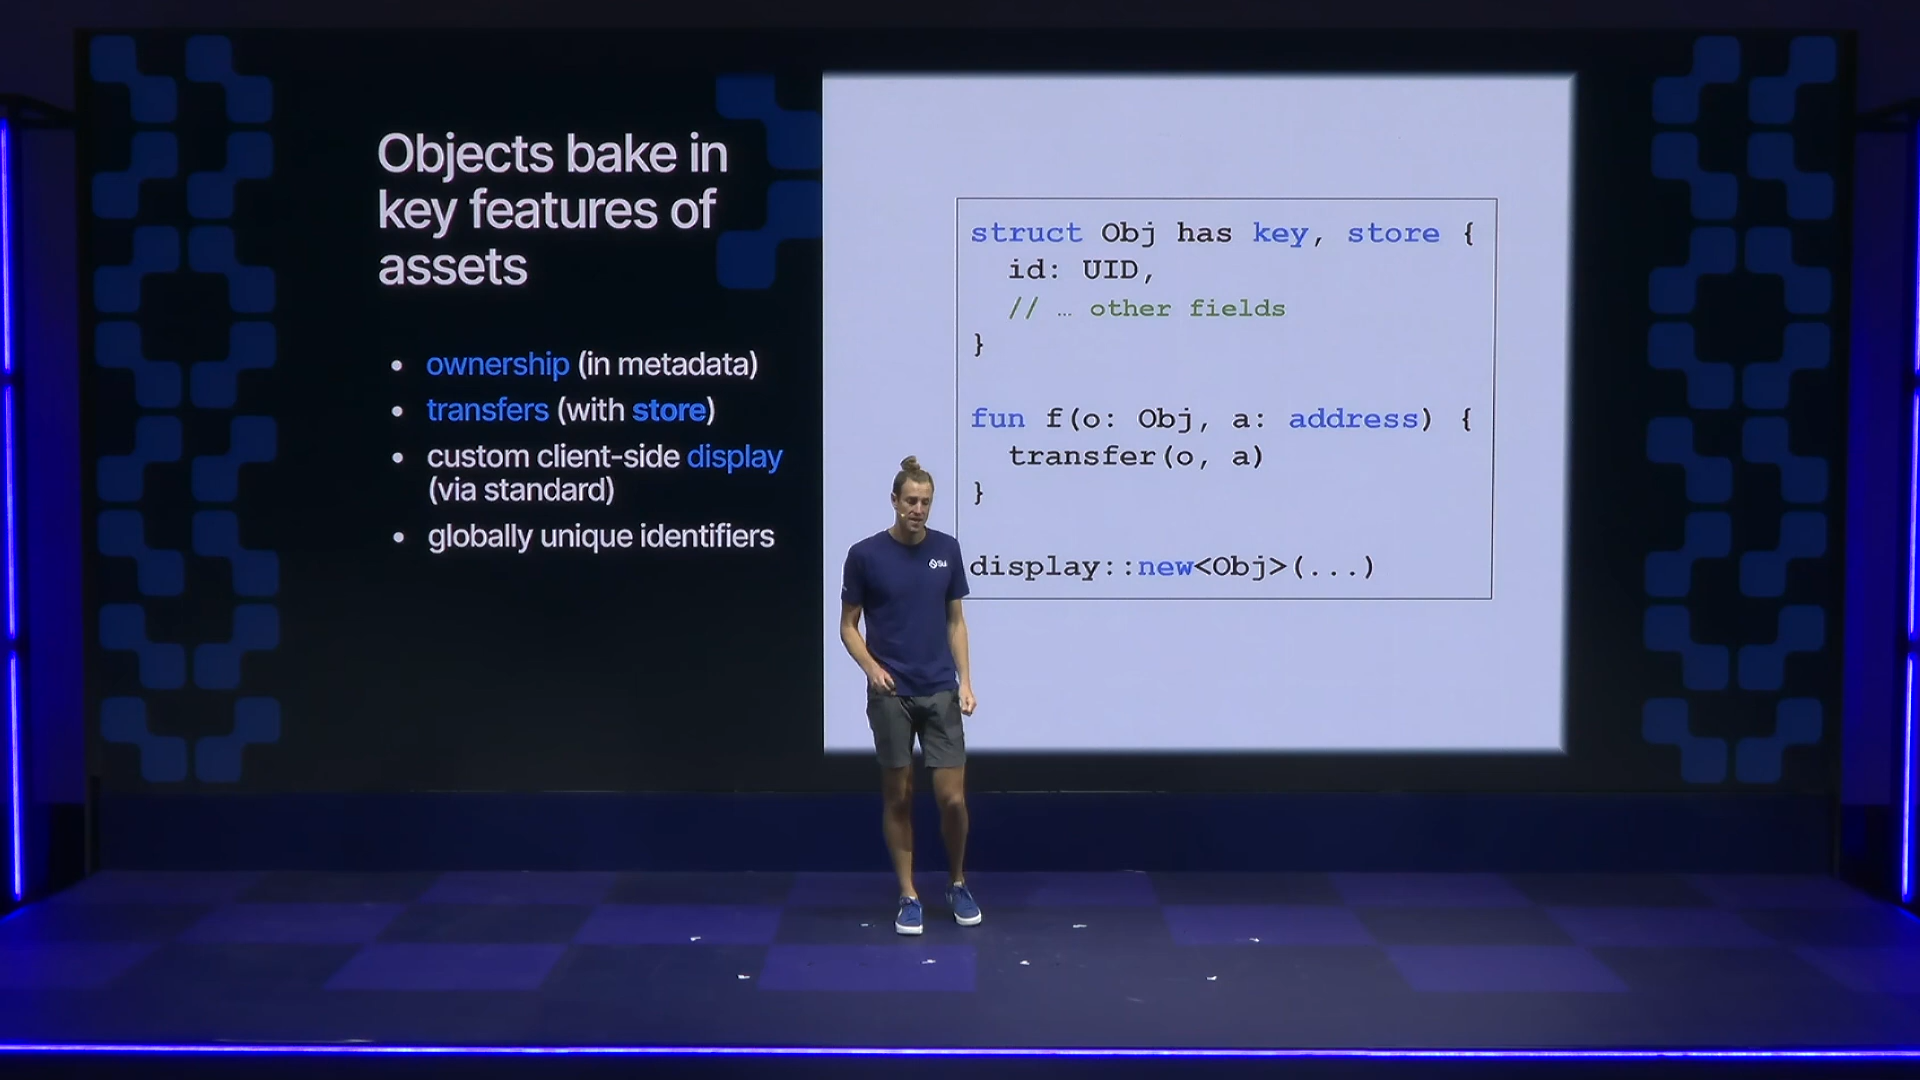 Objects bake in
key features of
assets
• ownership (in metadata)
• transfers (with store)
• custom client-side display
(via standard)
• globally unique identifiers
struct Obj has key, store {
id: UID,
// … other fields
}
fun f(o: Obj, a: address) {
transfer(o, a)
}
display::new<Obj>(...)
Sui